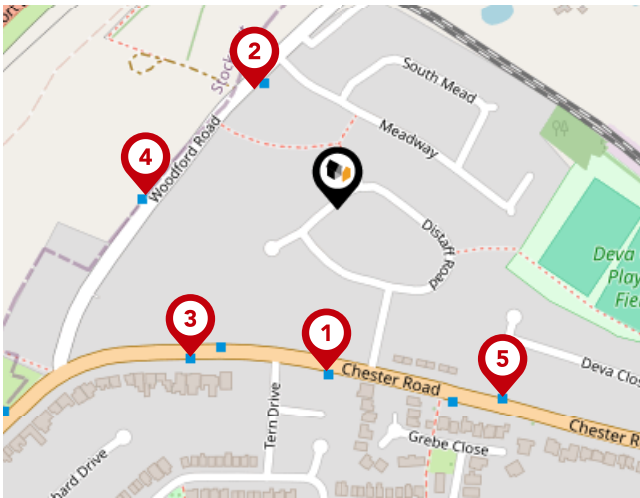 Stock
2
South Mead
Meadway
4
Woodford Road
Distaff Road
Deva
Play
Fie
3
1
5
Chester Road
Deva Clos
Tern Drive
Chester R
Grebe Close
hard Drive